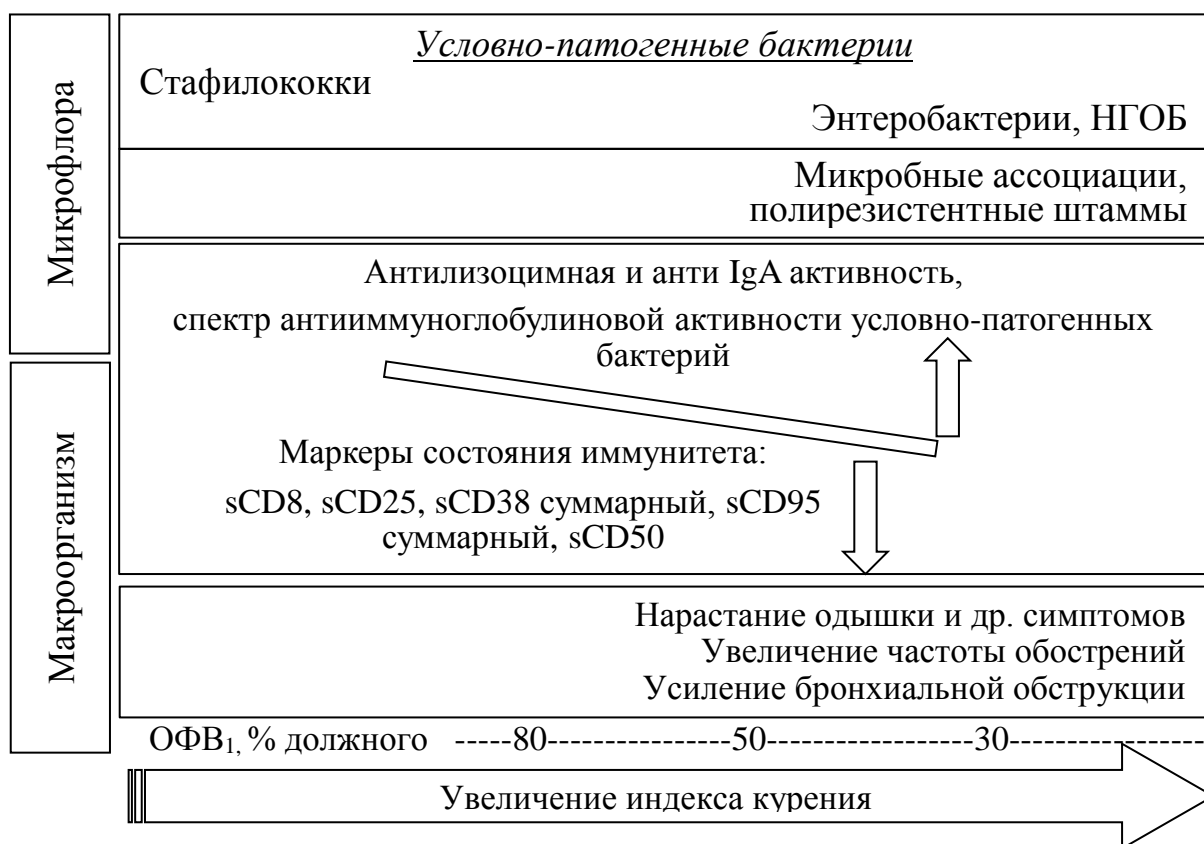 Микрофлора
Условно-патогенные бактерии
Стафилококки
Энтеробактерии, НГОБ
Микробные ассоциации,
полирезистентные штаммы
Антилизоцимная и анти IgA активность,
спектр антииммуноглобулиновой активности условно-патогенных
бактерий
Макроорганизм
Маркеры состояния иммунитета:
sCD8, sCD25, sCD38 суммарный, sCD95
суммарный, sCD50
Нарастание одышки и др. симптомов
Увеличение частоты обострений
Усиление бронхиальной обструкции
ОФВ₁, % должного -----80---------------50----------------30----------------
Увеличение индекса курения